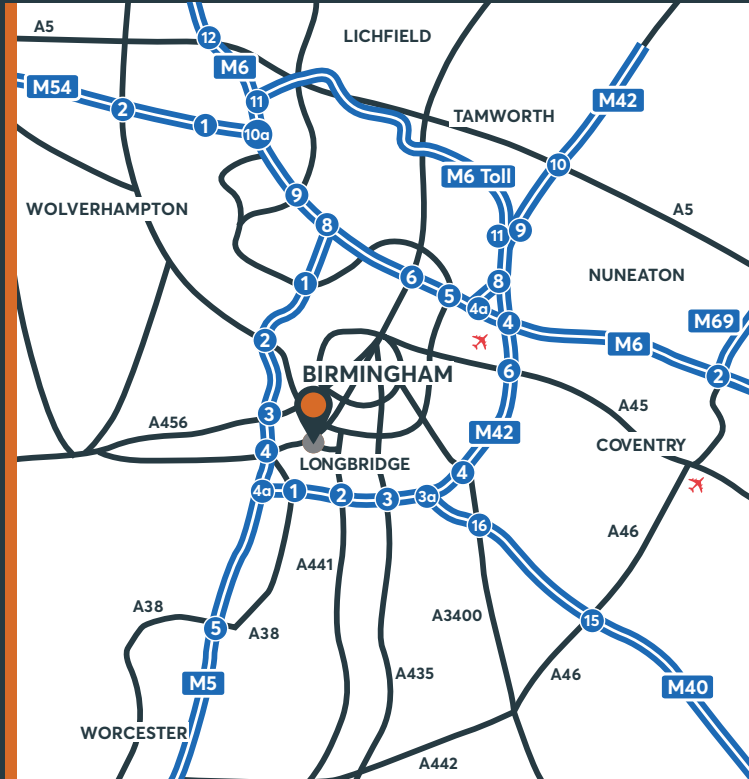 A5
12
LICHFIELD
M6
M54
11
M42
2
1
10a
TAMWORTH
10
M6 Toll
9
WOLVERHAMPTON
A5
8
11
9
NUNEATON
1
6
5
8
4a
4
M69
2
M6
6
2
BIRMINGHAM
A45
3
A456
M42
COVENTRY
4
LONGBRIDGE
4
4a
1
2
3
3a
16
A46
A441
A38
A3400
15
5
A38
A435
A46
M5
M40
WORCESTER
A442